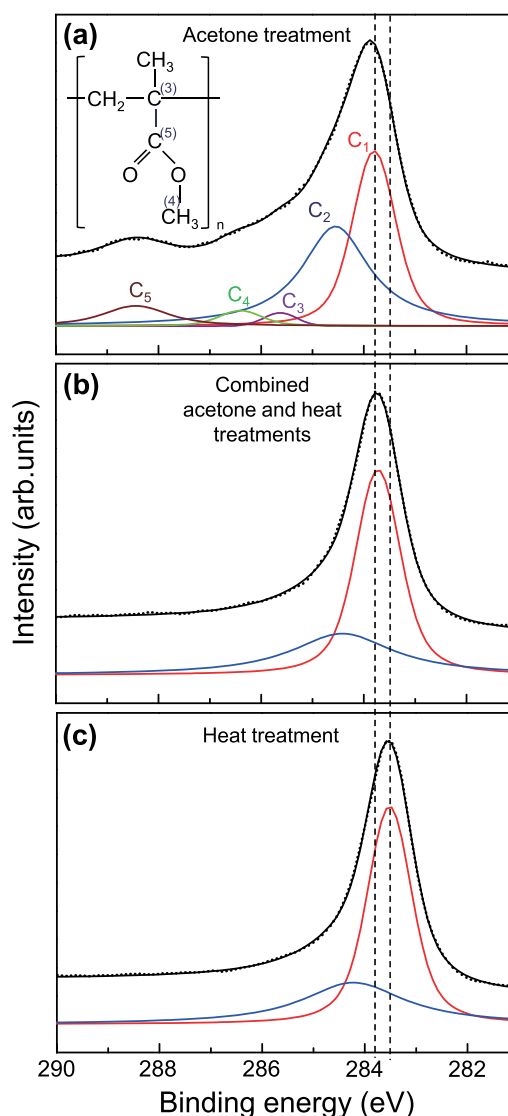 (a) Acetone treatment
CH₃
CH₂ C (3)
(5)
C
O O
(4)
CH₃
n
C₁
C₂
C₅ C₄ C₃
(b) Combined
acetone and heat
treatments
(c) Heat treatment
Intensity (arb.units)
290 288 286 284 282
Binding energy (eV)